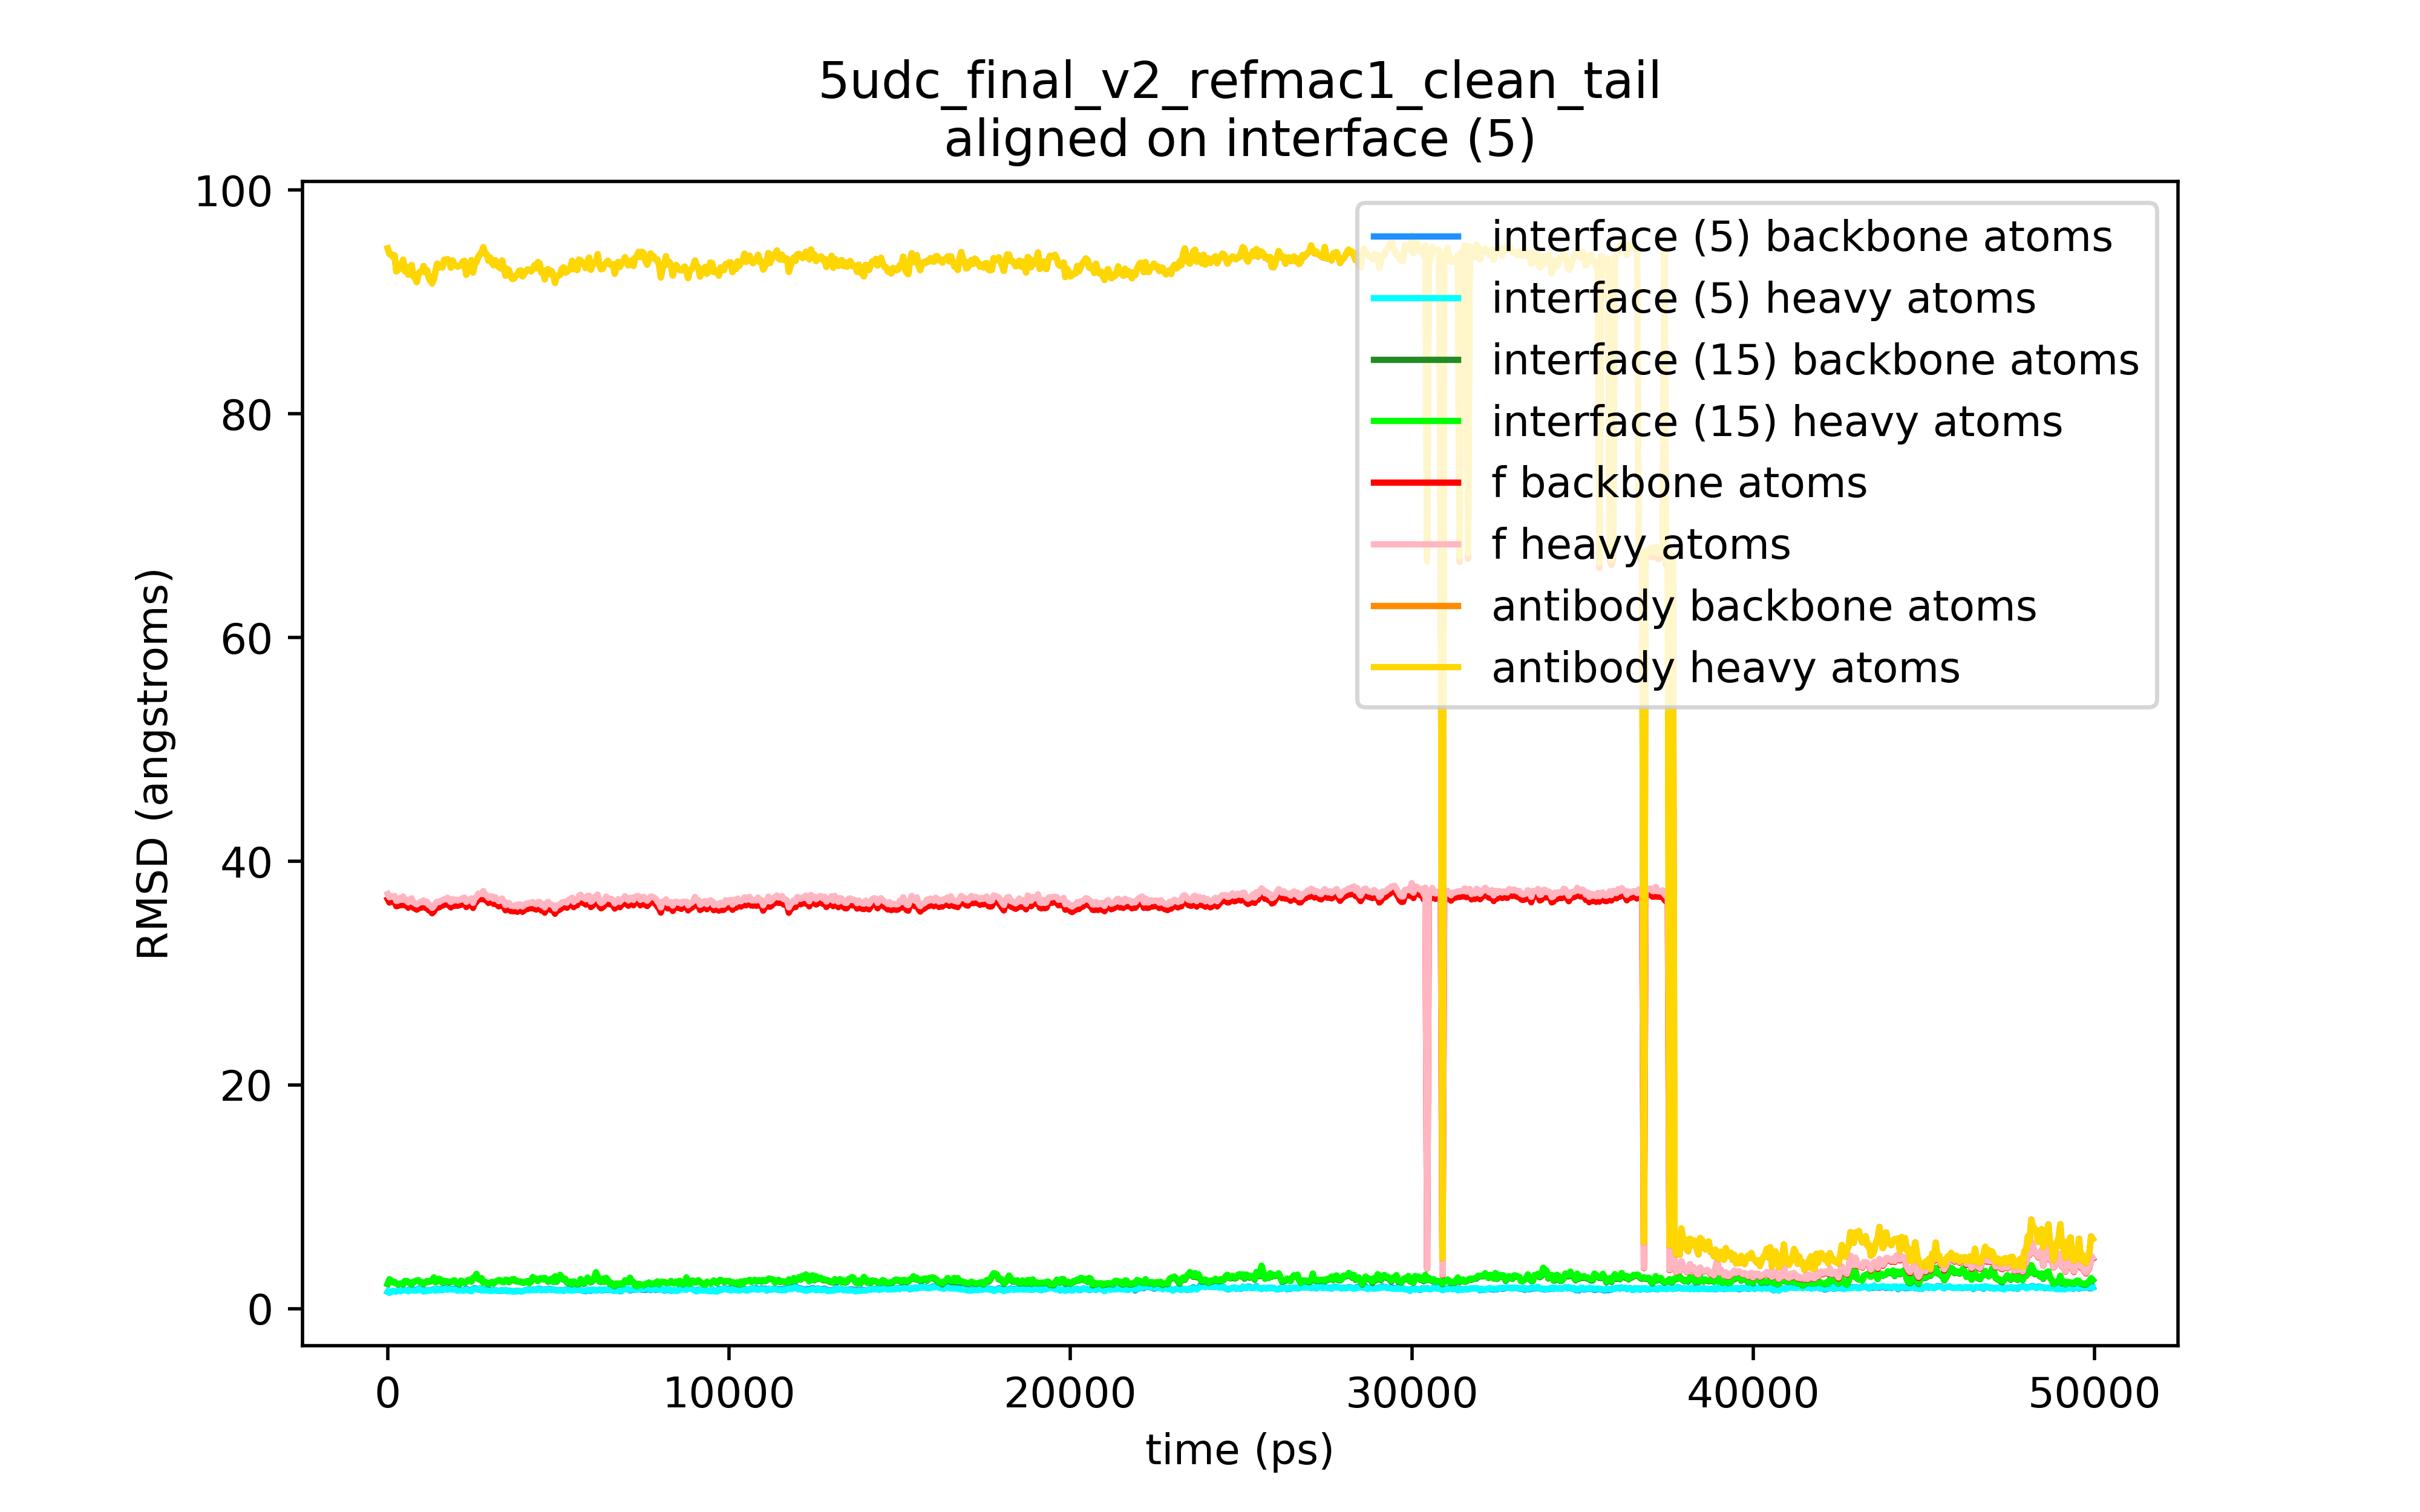 5udc_final_v2_refmac1_clean_tail
aligned on interface (5)
100
80
60
40
20
0
RMSD (angstroms)
interface (5) backbone atoms
interface (5) heavy atoms
interface (15) backbone atoms
interface (15) heavy atoms
f backbone atoms
f heavy atoms
antibody backbone atoms
antibody heavy atoms
0 10000 20000 30000 40000 50000
time (ps)